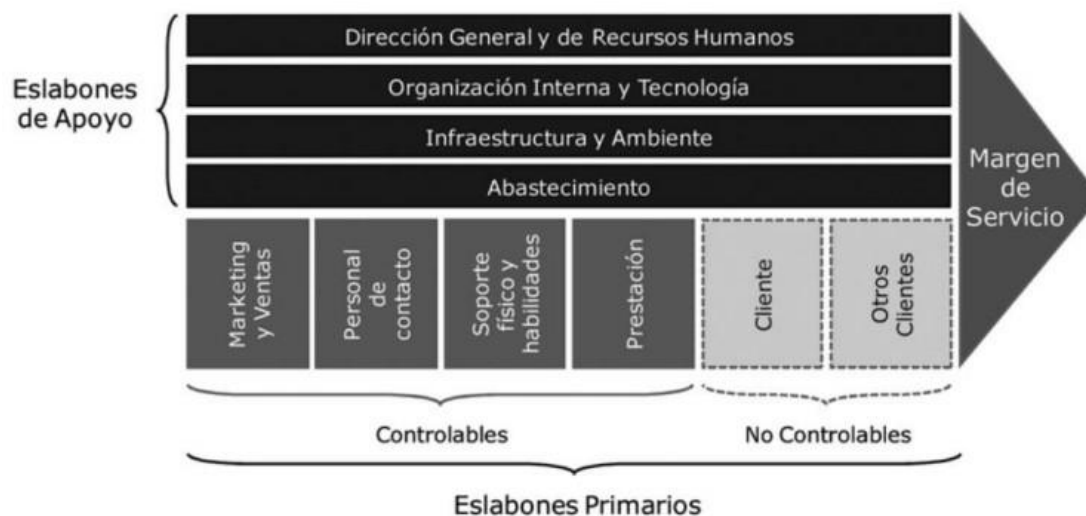 Eslabones
de Apoyo
Dirección General y de Recursos Humanos
Organización Interna y Tecnología
Infraestructura y Ambiente
Abastecimiento
Marketing
y Ventas
Personal
de
contacto
Soporte
físico y
habilidades
Prestación
Cliente
Otros
Clientes
Margen
de
Servicio
Controlables
No Controlables
Eslabones Primarios